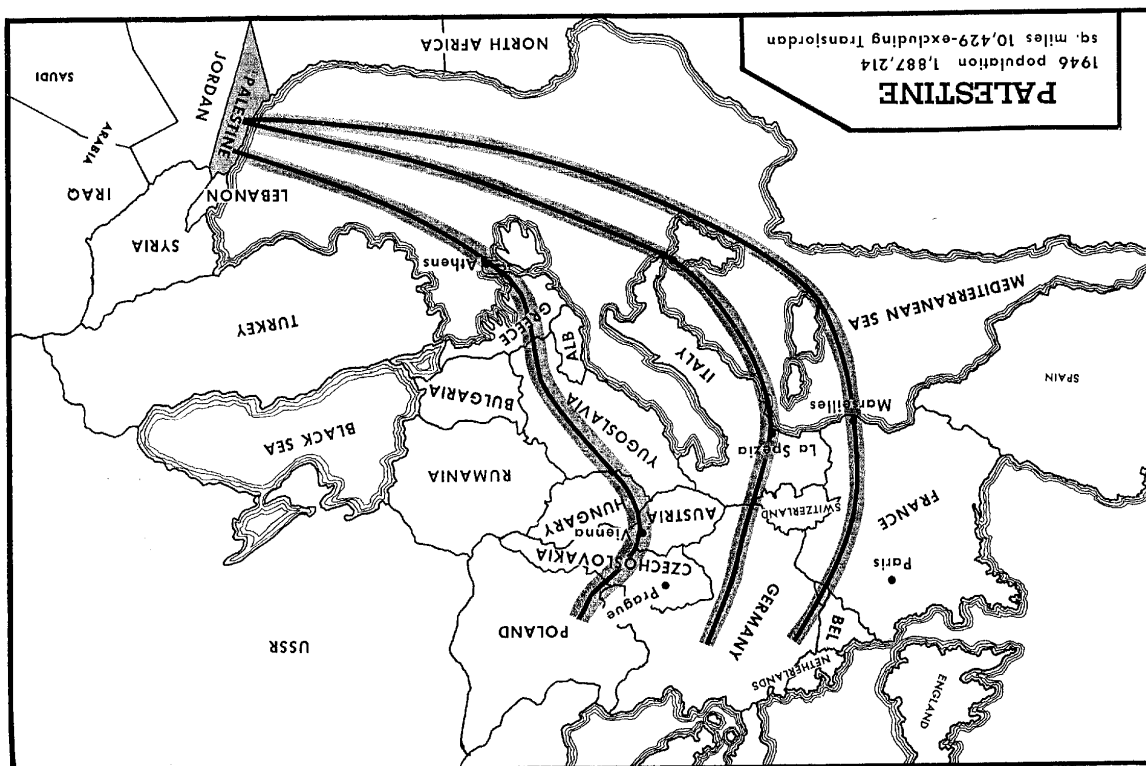 ENGLAND
NETHERLANDS
BEL
GERMANY
POLAND
USSR
Paris
Prague
CZECHOSLOVAKIA
FRANCE
SWITZERLAND
AUSTRIA
Vienna
HUNGARY
RUMANIA
La Spezia
YUGOSLAVIA
BLACK SEA
Marseilles
BULGARIA
SPAIN
ITALY
ALB
GREECE
TURKEY
MEDITERRANEAN SEA
Athens
SYRIA
LEBANON
IRAQ
PALESTINE
JORDAN
SAUDI
ARABIA
NORTH AFRICA
PALESTINE
1946 population 1,887,214
sq. miles 10,429-excluding Transjordan